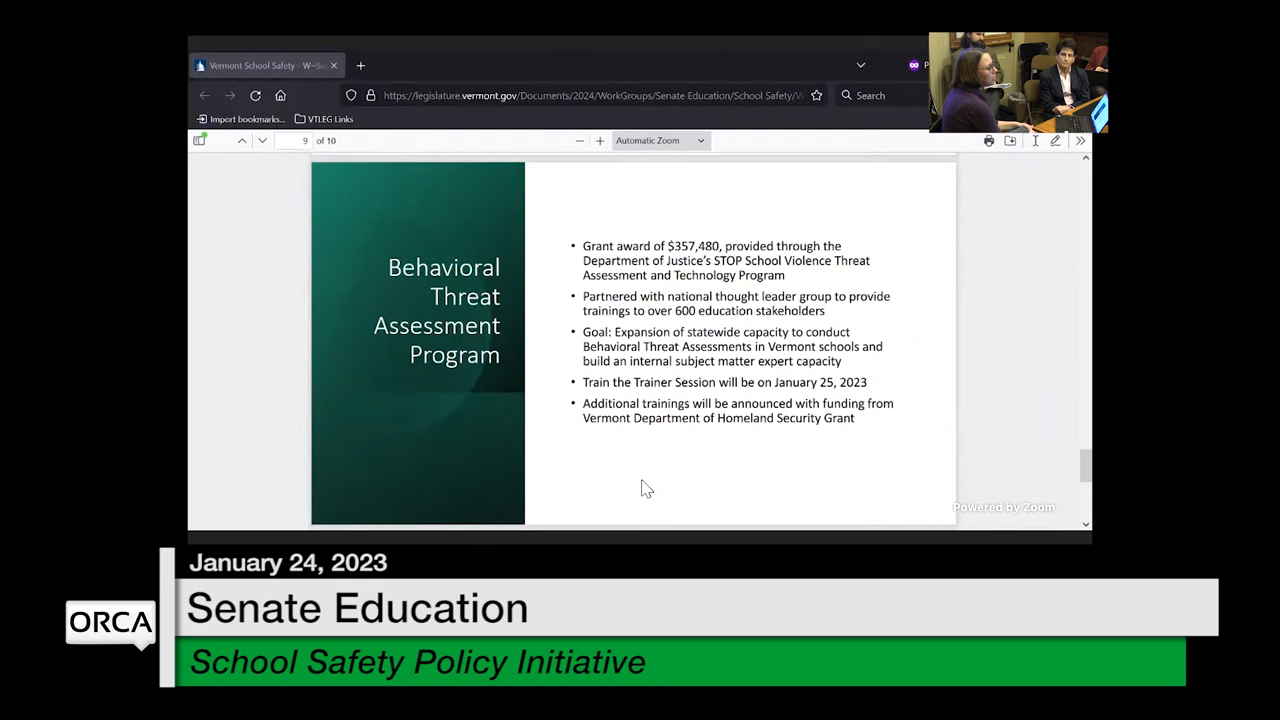 Vermont School Safety - W-Su
https://legislature.vermont.gov/Documents/2024/WorkGroups/Senate Education/School Safety/
Search
Import bookmarks...
VTLEG Links
9 of 10
Automatic Zoom
Behavioral
Threat
Assessment
Program
• Grant award of $357,480, provided through the
Department of Justice's STOP School Violence Threat
Assessment and Technology Program
• Partnered with national thought leader group to provide
trainings to over 600 education stakeholders
• Goal: Expansion of statewide capacity to conduct
Behavioral Threat Assessments in Vermont schools and
build an internal subject matter expert capacity
• Train the Trainer Session will be on January 25, 2023
• Additional trainings will be announced with funding from
Vermont Department of Homeland Security Grant
Powered by Zoom
January 24, 2023
ORCA
Senate Education
School Safety Policy Initiative